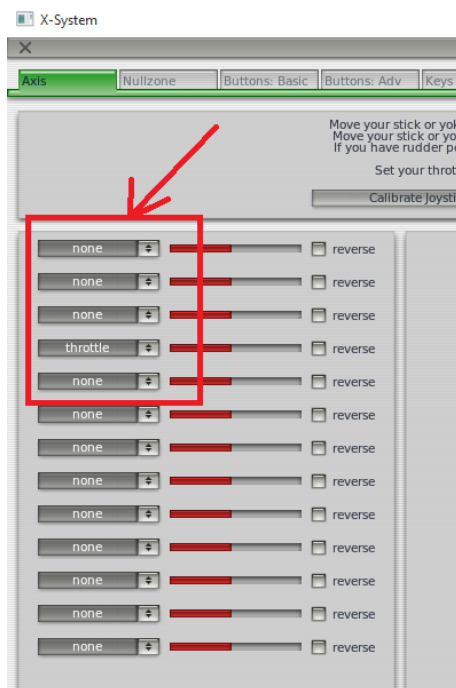 X-System
Axis Nullzone Buttons: Basic Buttons: Adv Keys
Move your stick or yok
Move your stick or yo
If you have rudder pe
Set your throt
Calibrate Joysti
none reverse
none reverse
none reverse
throttle reverse
none reverse
none reverse
none reverse
none reverse
none reverse
none reverse
none reverse
none reverse
none reverse